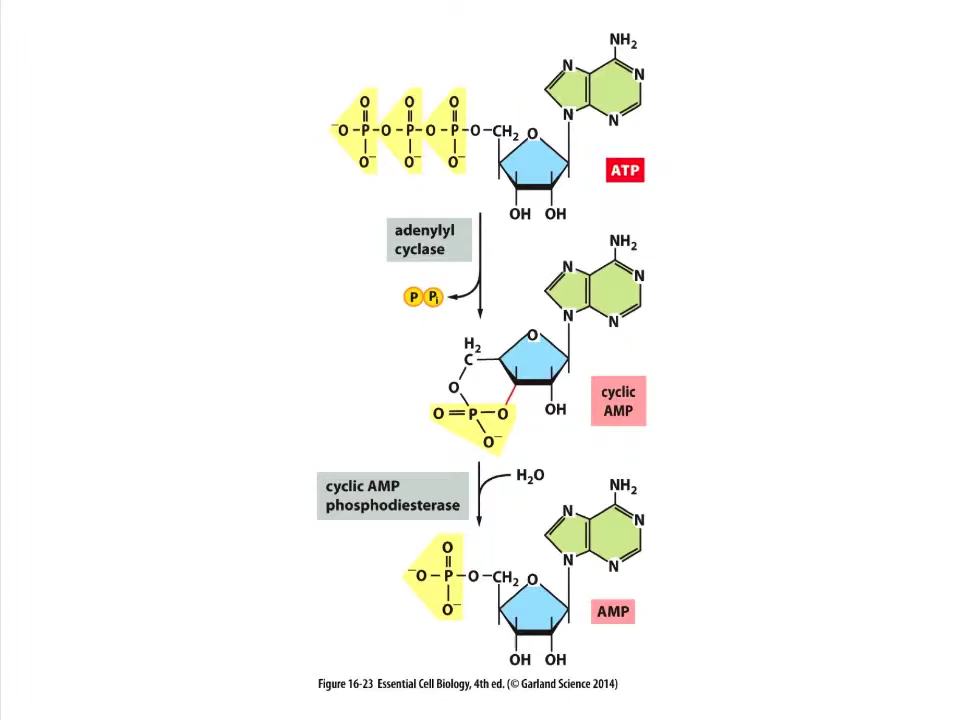 NH₂
N
N
N
N
O
O
O
⁻O–P–O–P–O–P–O–CH₂
O
O⁻
O⁻
O⁻
ATP
OH OH
adenylyl
cyclase
NH₂
N
N
P Pᵢ
N
N
O
H₂
C
O
cyclic
AMP
OH
O=P–O
O⁻
H₂O
cyclic AMP
phosphodiesterase
NH₂
N
N
N
N
O
⁻O–P–O–CH₂
O
O⁻
AMP
OH OH
Figure 16-23 Essential Cell Biology, 4th ed. (© Garland Science 2014)